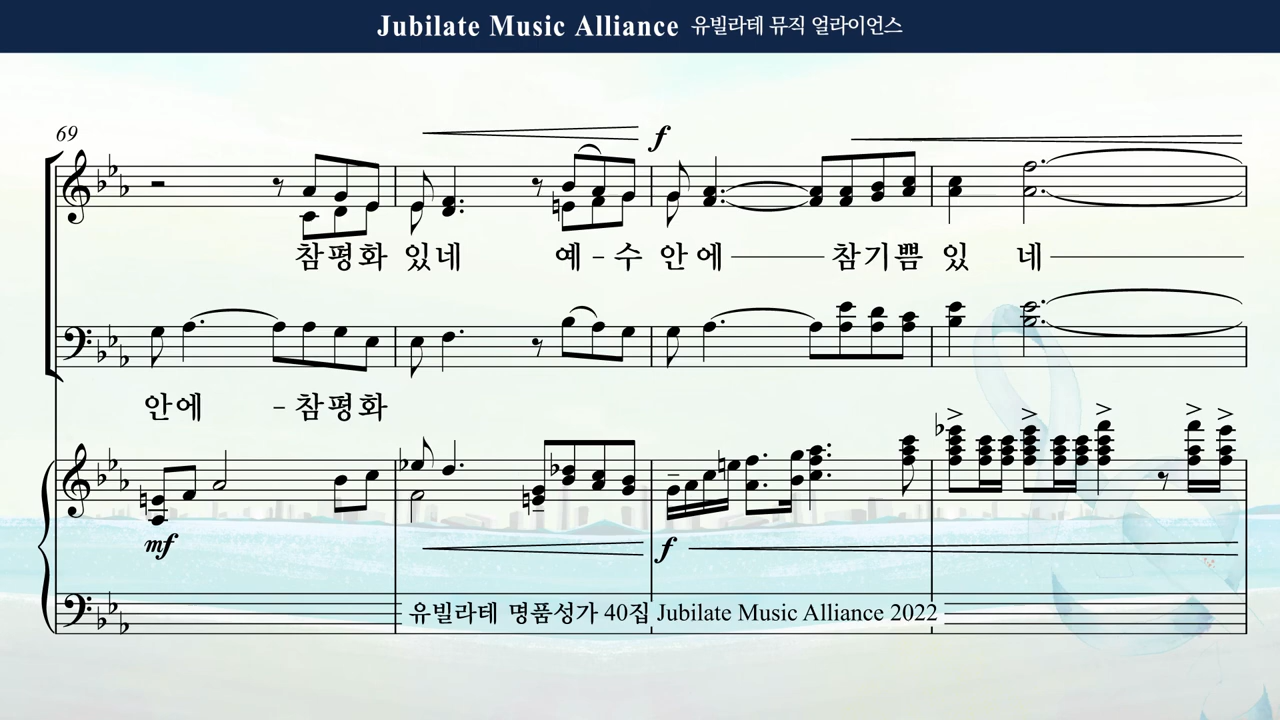 Jubilate Music Alliance 유빌라테 뮤직 얼라이언스
69
f
참평화 있네 예 - 수 안에 참기쁨 있 네
안에 - 참평화
mf f
유빌라테 명품성가 40집 Jubilate Music Alliance 2022